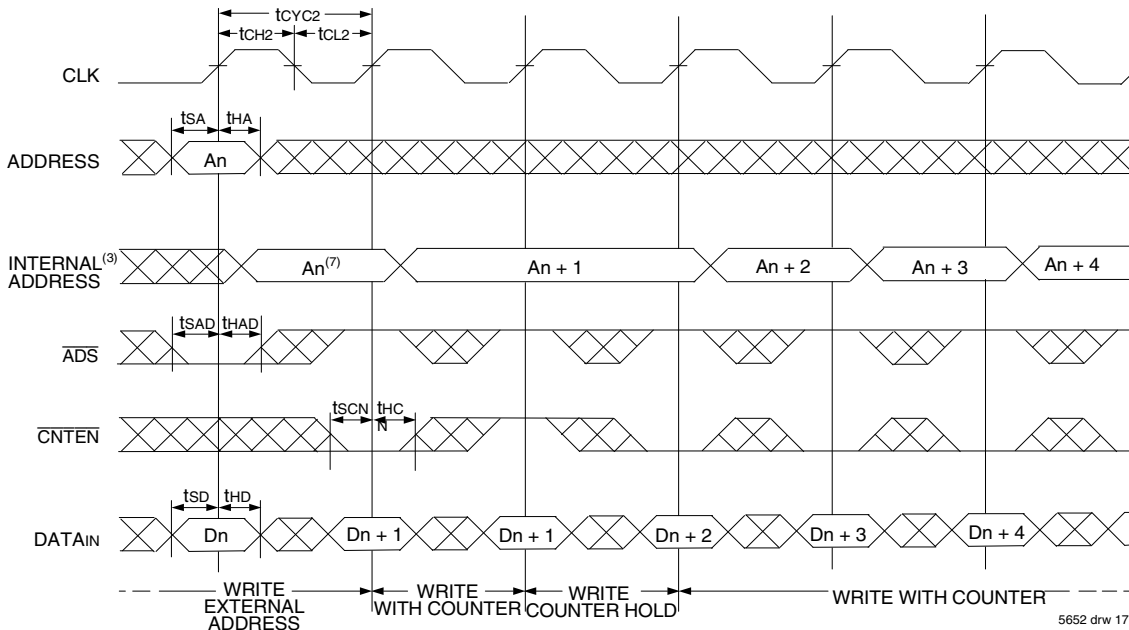 tCYC2
tCH2 tCL2
CLK
tSA tHA
ADDRESS An
INTERNAL(3)
ADDRESS
An(7) An + 1 An + 2 An + 3 An + 4
tSAD tHAD
ADS
tSCN tHC
N
CNTEN
tSD tHD
DATAIN Dn Dn + 1 Dn + 1 Dn + 2 Dn + 3 Dn + 4
WRITE
EXTERNAL
ADDRESS
WRITE
WITH COUNTER
WRITE
COUNTER HOLD
WRITE WITH COUNTER
5652 drw 17